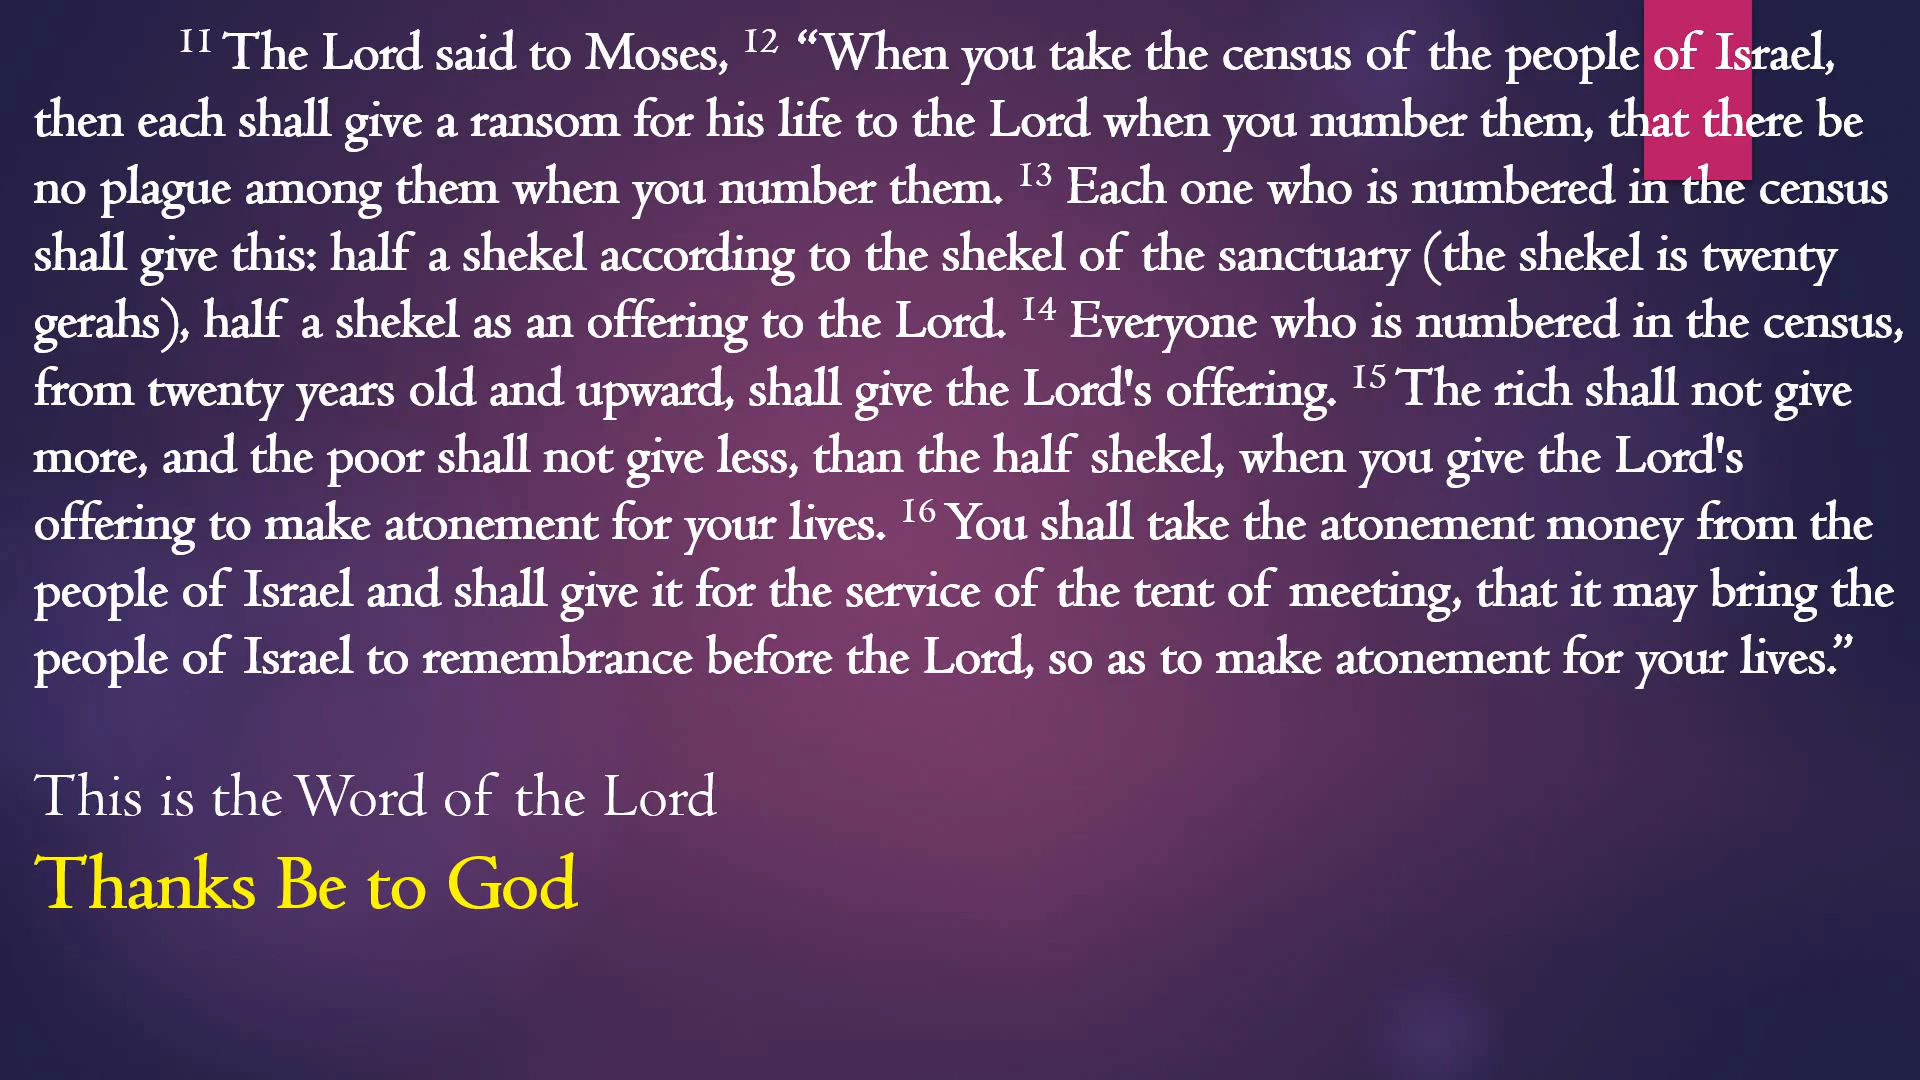 11 The Lord said to Moses, 12 “When you take the census of the people of Israel,
then each shall give a ransom for his life to the Lord when you number them, that there be
no plague among them when you number them. 13 Each one who is numbered in the census
shall give this: half a shekel according to the shekel of the sanctuary (the shekel is twenty
gerahs), half a shekel as an offering to the Lord. 14 Everyone who is numbered in the census,
from twenty years old and upward, shall give the Lord's offering. 15 The rich shall not give
more, and the poor shall not give less, than the half shekel, when you give the Lord's
offering to make atonement for your lives. 16 You shall take the atonement money from the
people of Israel and shall give it for the service of the tent of meeting, that it may bring the
people of Israel to remembrance before the Lord, so as to make atonement for your lives.”
This is the Word of the Lord
Thanks Be to God